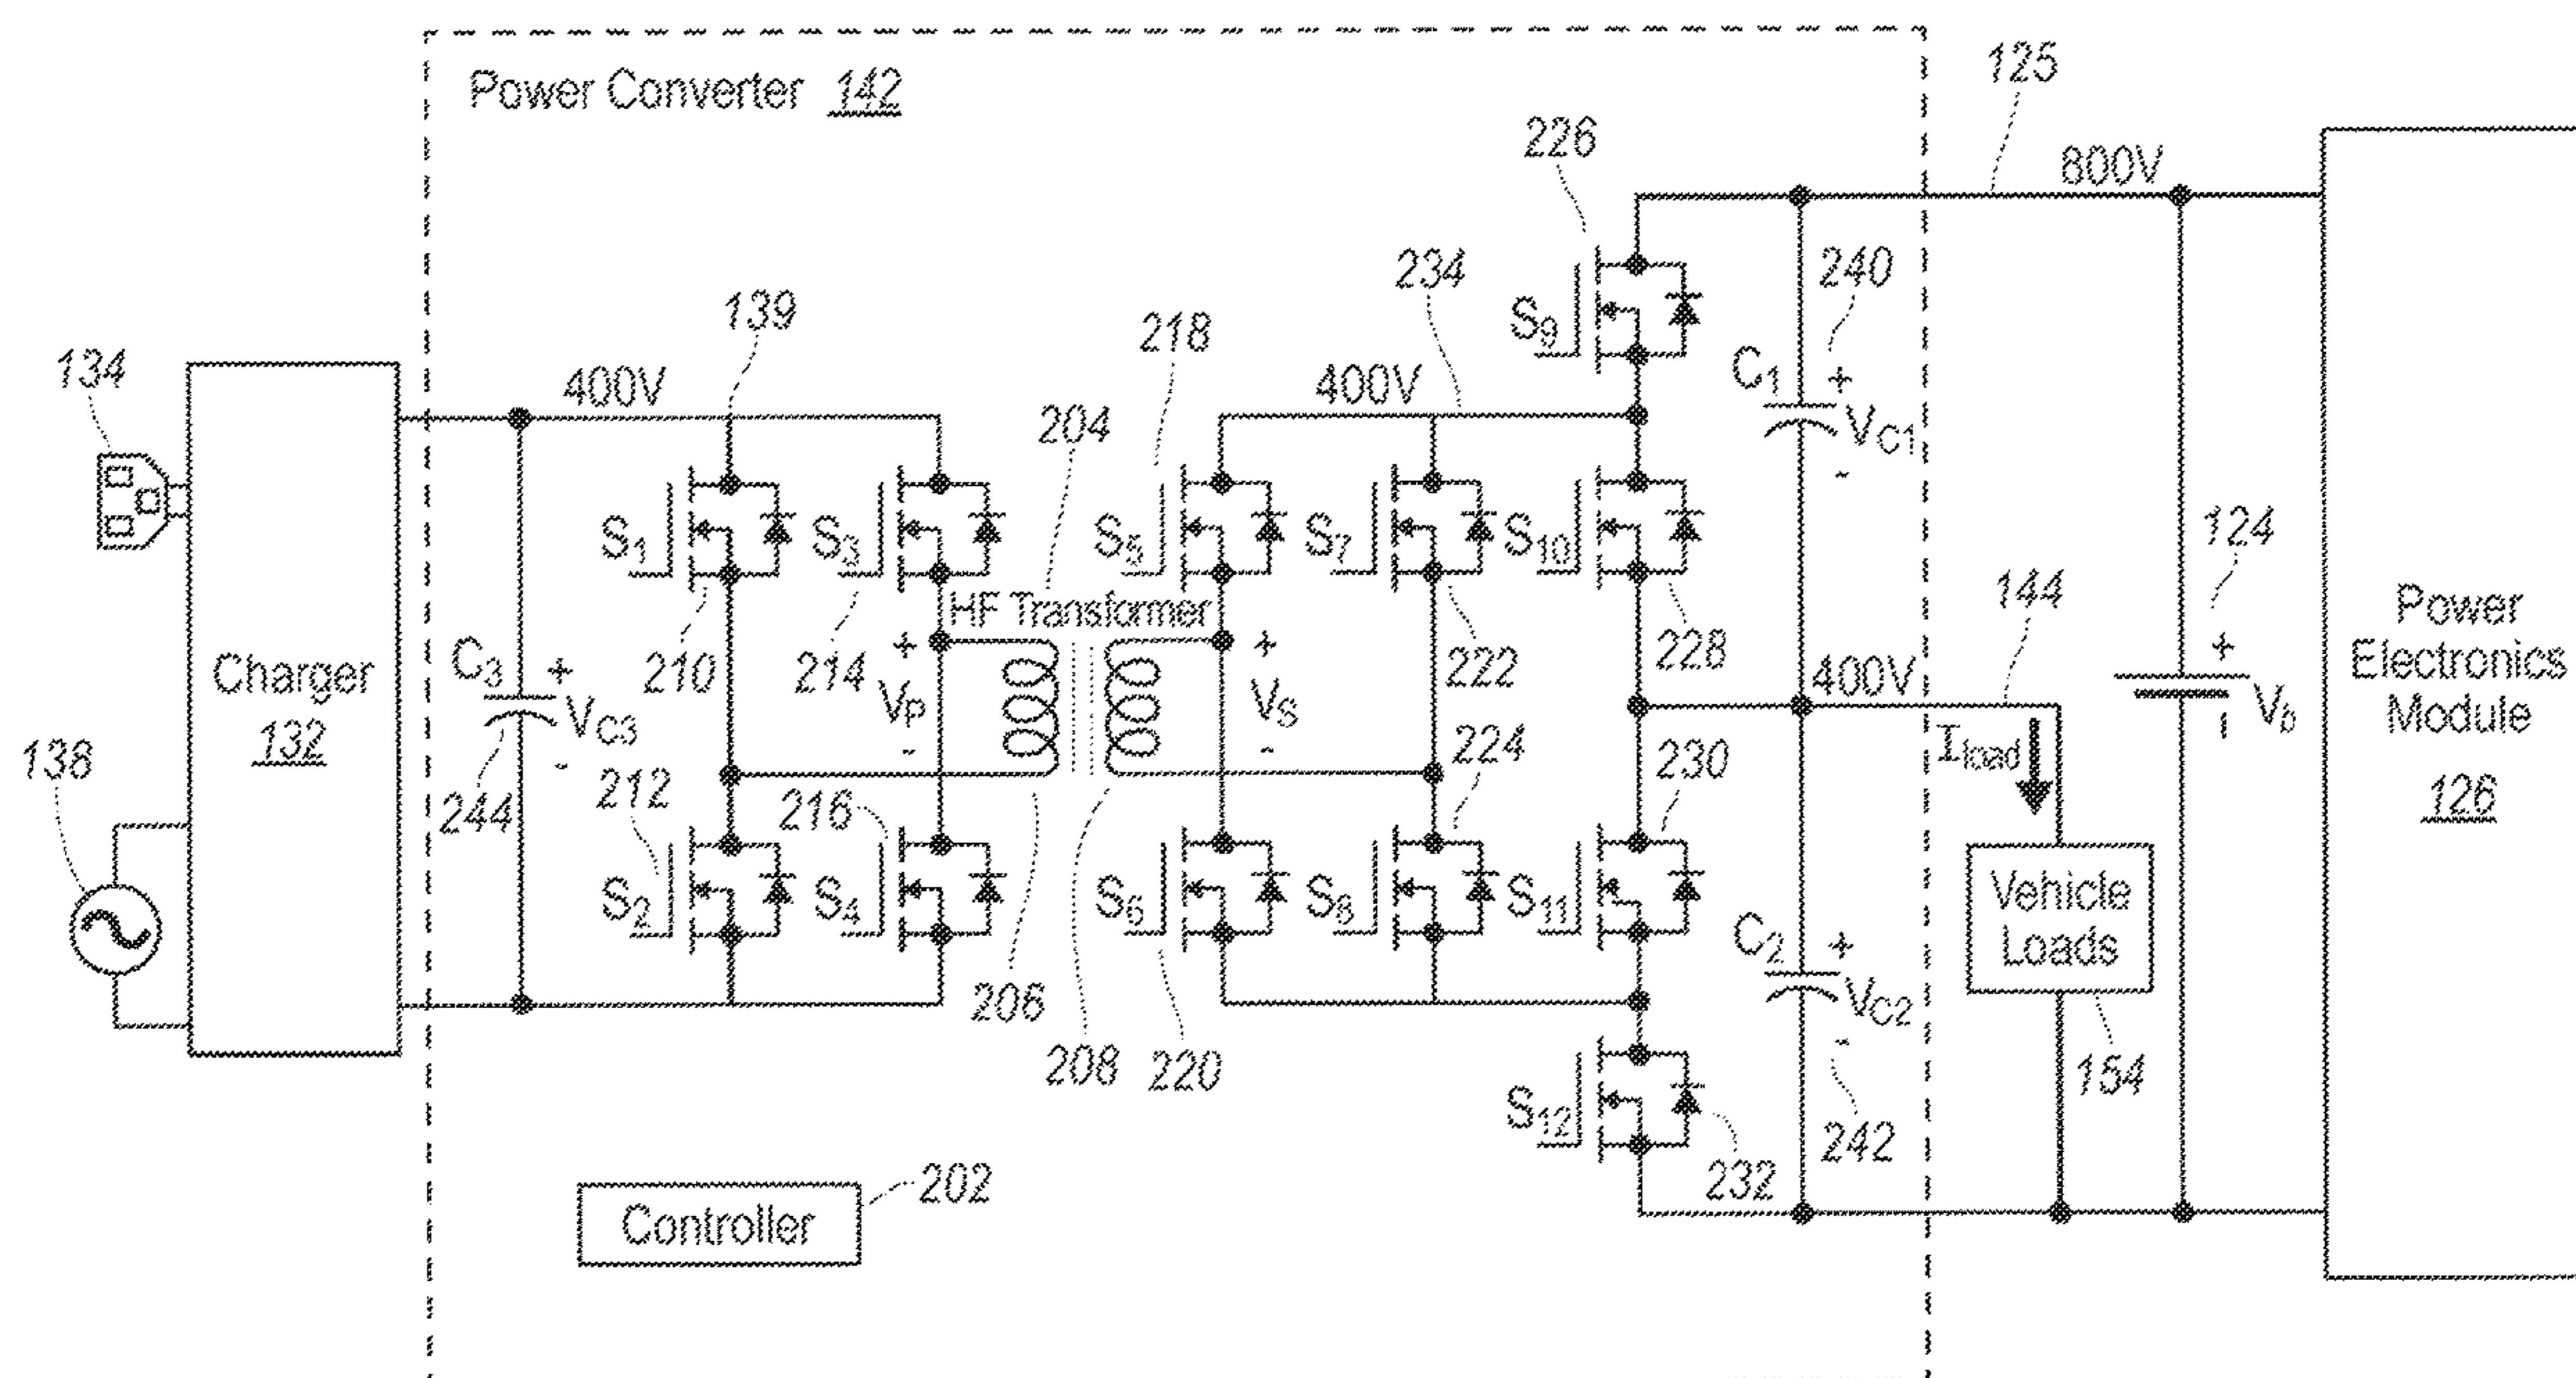 Power Converter 142
125
226
800V
234
240
139
S9
218
134
400V
400V
C1
+
VC1
-
204
124
S1
S3
S5
S7
S10
144
HF Transformer
Power
Electronics
Module
126
+
+
228
210
214
222
400V
+
Charger
132
C3
+
VC3
-
VP
VS
Vb
138
-
-
224
230
Iload
212
216
244
S2
S4
S6
S8
S11
Vehicle
Loads
C2
+
VC2
-
206
208
220
154
S12
242
232
202
Controller